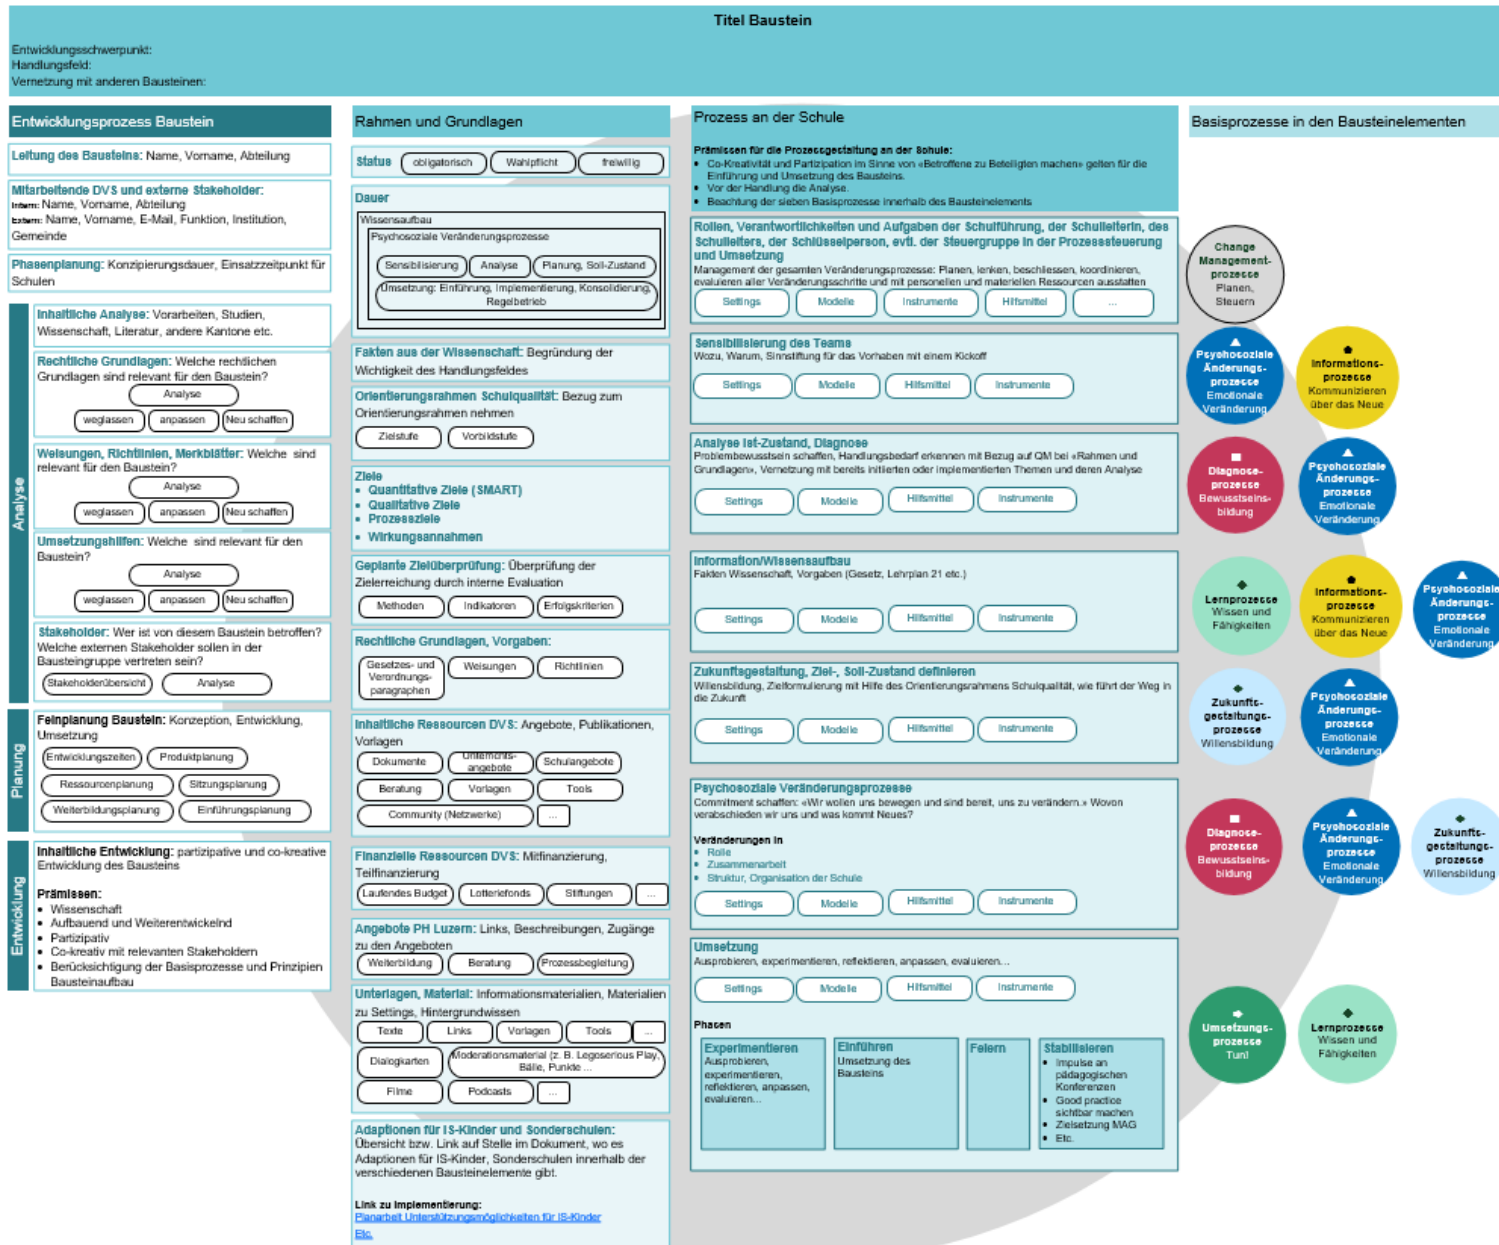 Titel Baustein
Entwicklungsschwerpunkt:
Handlungsfeld:
Vernetzung mit anderen Bausteinen:
Entwicklungsprozess Baustein
Leitung des Bausteins: Name, Vorname, Abteilung
Mitarbeitende DVS und externe Stakeholder:
Intern: Name, Vorname, Abteilung
Extern: Name, Vorname, E-Mail, Funktion, Institution,
Gemeinde
Phasenplanung: Konzipierungsdauer, Einsatzzeitpunkt für
Schulen
Analyse
Inhaltliche Analyse: Vorarbeiten, Studien,
Wissenschaft, Literatur, andere Kantone etc.
Rechtliche Grundlagen: Welche rechtlichen
Grundlagen sind relevant für den Baustein?
Analyse
weglassen anpassen Neu schaffen
Weisungen, Richtlinien, Merkblätter: Welche sind
relevant für den Baustein?
Analyse
weglassen anpassen Neu schaffen
Umsetzungshilfen: Welche sind relevant für den
Baustein?
Analyse
weglassen anpassen Neu schaffen
Stakeholder: Wer ist von diesem Baustein betroffen?
Welche externen Stakeholder sollen in der
Bausteingruppe vertreten sein?
Stakeholderübersicht Analyse
Planung
Feinplanung Baustein: Konzeption, Entwicklung,
Umsetzung
Entwicklungszeiten Produktplanung
Ressourcenplanung Sitzungsplanung
Weiterbildungsplanung Einführungsplanung
Entwicklung
Inhaltliche Entwicklung: partizipative und co-kreative
Entwicklung des Bausteins
Prämissen:
• Wissenschaft
• Aufbauend und Weiterentwickelnd
• Partizipativ
• Co-kreativ mit relevanten Stakeholdern
• Berücksichtigung der Basisprozesse und Prinzipien
Bausteinaufbau
Rahmen und Grundlagen
Status obligatorisch Wahlpflicht freiwillig
Dauer
Wissensaufbau
Psychosoziale Veränderungsprozesse
Sensibilisierung Analyse Planung, Soll-Zustand
Umsetzung: Einführung, Implementierung, Konsolidierung,
Regelbetrieb
Fakten aus der Wissenschaft: Begründung der
Wichtigkeit des Handlungsfeldes
Orientierungsrahmen Schulqualität: Bezug zum
Orientierungsrahmen nehmen
Zielstufe Vorbildstufe
Ziele
• Quantitative Ziele (SMART)
• Qualitative Ziele
• Prozessziele
• Wirkungsannahmen
Geplante Zielüberprüfung: Überprüfung der
Zielerreichung durch interne Evaluation
Methoden Indikatoren Erfolgskriterien
Rechtliche Grundlagen, Vorgaben:
Gesetzes- und
Verordnungs-
paragraphen
Weisungen Richtlinien
Inhaltliche Ressourcen DVS: Angebote, Publikationen,
Vorlagen
Dokumente Unterrichts-
angebote Schulangebote
Beratung Vorlagen Tools
Community (Netzwerke) ...
Finanzielle Ressourcen DVS: Mitfinanzierung,
Teilfinanzierung
Laufendes Budget Lotteriefonds Stiftungen ...
Angebote PH Luzern: Links, Beschreibungen, Zugänge
zu den Angeboten
Weiterbildung Beratung Prozessbegleitung
Unterlagen, Material: Informationsmaterialien, Materialien
zu Settings, Hintergrundwissen
Texte Links Vorlagen Tools ...
Dialogkarten Moderationsmaterial (z. B. Legoserious Play,
Bälle, Punkte ...
Filme Podcasts ...
Adaptionen für IS-Kinder und Sonderschulen:
Übersicht bzw. Link auf Stelle im Dokument, wo es
Adaptionen für IS-Kinder, Sonderschulen innerhalb der
verschiedenen Bausteinelemente gibt.
Link zu Implementierung:
Planarbeit Unterstützungsmöglichkeiten für IS-Kinder
Etc.
Prozess an der Schule
Prämissen für die Prozessgestaltung an der Schule:
• Co-Kreativität und Partizipation im Sinne von «Betroffene zu Beteiligten machen» gelten für die
Einführung und Umsetzung des Bausteins.
• Vor der Handlung die Analyse.
• Beachtung der sieben Basisprozesse innerhalb des Bausteinelements
Rollen, Verantwortlichkeiten und Aufgaben der Schulführung, der Schulleiterin, des
Schulleiters, der Schlüsselperson, evtl. der Steuergruppe in der Prozesssteuerung
und Umsetzung
Management der gesamten Veränderungsprozesse: Planen, lenken, beschliessen, koordinieren,
evaluieren aller Veränderungsschritte und mit personellen und materiellen Ressourcen ausstatten
Settings Modelle Instrumente Hilfsmittel ...
Sensibilisierung des Teams
Wozu, Warum, Sinnstiftung für das Vorhaben mit einem Kickoff
Settings Modelle Hilfsmittel Instrumente
Analyse Ist-Zustand, Diagnose
Problembewusstsein schaffen, Handlungsbedarf erkennen mit Bezug auf QM bei «Rahmen und
Grundlagen», Vernetzung mit bereits initiierten oder implementierten Themen und deren Analyse
Settings Modelle Hilfsmittel Instrumente
Information/Wissensaufbau
Fakten Wissenschaft, Vorgaben (Gesetz, Lehrplan 21 etc.)
Settings Modelle Hilfsmittel Instrumente
Zukunftsgestaltung, Ziel-, Soll-Zustand definieren
Willensbildung, Zielformulierung mit Hilfe des Orientierungsrahmens Schulqualität, wie führt der Weg in
die Zukunft
Settings Modelle Hilfsmittel Instrumente
Psychosoziale Veränderungsprozesse
Commitment schaffen: «Wir wollen uns bewegen und sind bereit, uns zu verändern.» Wovon
verabschieden wir uns und was kommt Neues?
Veränderungen in
• Rolle
• Zusammenarbeit
• Struktur, Organisation der Schule
Settings Modelle Hilfsmittel Instrumente
Umsetzung
Ausprobieren, experimentieren, reflektieren, anpassen, evaluieren...
Settings Modelle Hilfsmittel Instrumente
Phasen
Experimentieren
Ausprobieren,
experimentieren,
reflektieren, anpassen,
evaluieren...
Einführen
Umsetzung des
Bausteins
Feiern
Stabilisieren
• Impulse an
pädagogischen
Konferenzen
• Good practice
sichtbar machen
• Zielsetzung MAG
• Etc.
Basisprozesse in den Bausteinelementen
Change
Management-
prozesse
Planen,
Steuern
Psychosoziale
Änderungs-
prozesse
Emotionale
Veränderung
Informations-
prozesse
Kommunizieren
über das Neue
Diagnose-
prozesse
Bewusstseins-
bildung
Psychosoziale
Änderungs-
prozesse
Emotionale
Veränderung
Lernprozesse
Wissen und
Fähigkeiten
Informations-
prozesse
Kommunizieren
über das Neue
Psychosoziale
Änderungs-
prozesse
Emotionale
Veränderung
Zukunfts-
gestaltungs-
prozesse
Willensbildung
Psychosoziale
Änderungs-
prozesse
Emotionale
Veränderung
Diagnose-
prozesse
Bewusstseins-
bildung
Psychosoziale
Änderungs-
prozesse
Emotionale
Veränderung
Zukunfts-
gestaltungs-
prozesse
Willensbildung
Umsetzungs-
prozesse
Tun!
Lernprozesse
Wissen und
Fähigkeiten